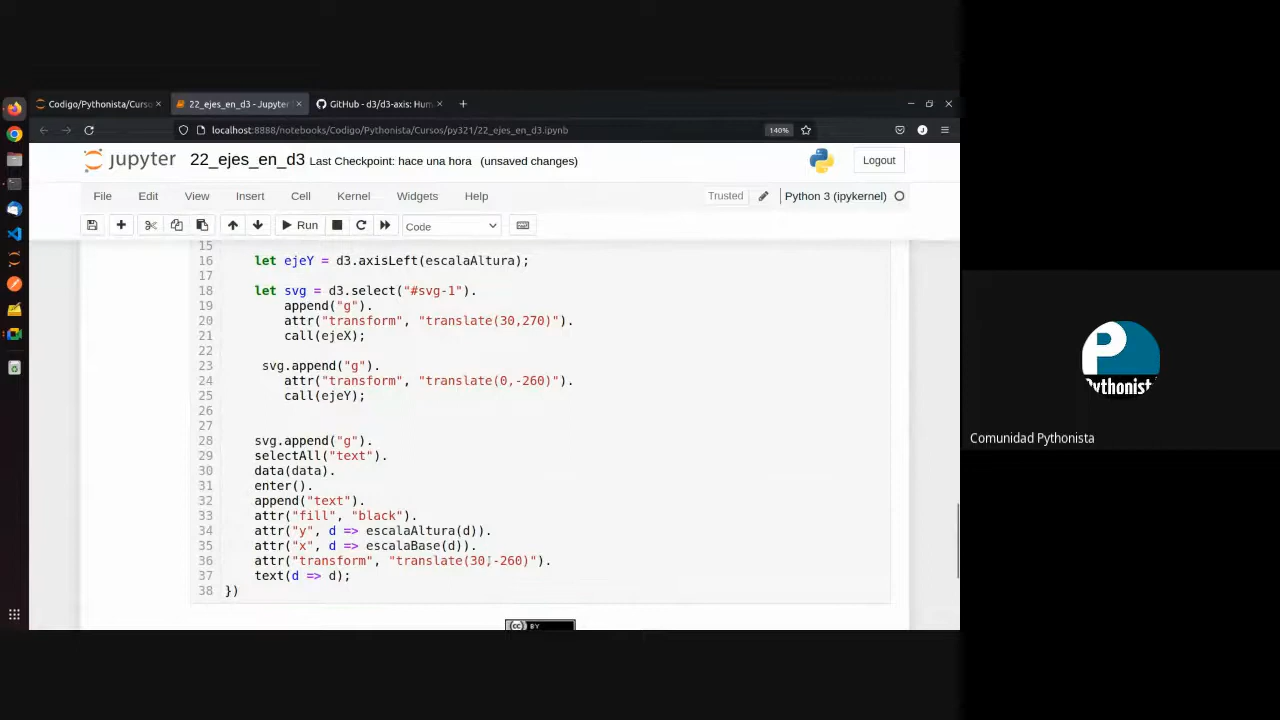 Codigo/Pythonista/Curso
22_ejes_en_d3 - Jupyter
GitHub - d3/d3-axis: Hum
localhost:8888/notebooks/Codigo/Pythonista/Cursos/py321/22_ejes_en_d3.ipynb
140%
jupyter
22_ejes_en_d3 Last Checkpoint: hace una hora (unsaved changes)
Logout
File Edit View Insert Cell Kernel Widgets Help
Trusted
Python 3 (ipykernel)
Run
Code
15
16 let ejeY = d3.axisLeft(escalaAltura);
17
18 let svg = d3.select("#svg-1").
19 append("g").
20 attr("transform", "translate(30,270)").
21 call(ejeX);
22
23 svg.append("g").
24 attr("transform", "translate(0,-260)").
25 call(ejeY);
26
27
28 svg.append("g").
29 selectAll("text").
30 data(data).
31 enter().
32 append("text").
33 attr("fill", "black").
34 attr("y", d => escalaAltura(d)).
35 attr("x", d => escalaBase(d)).
36 attr("transform", "translate(30,-260)").
37 text(d => d);
38 })
BY
Pythonist
Comunidad Pythonista